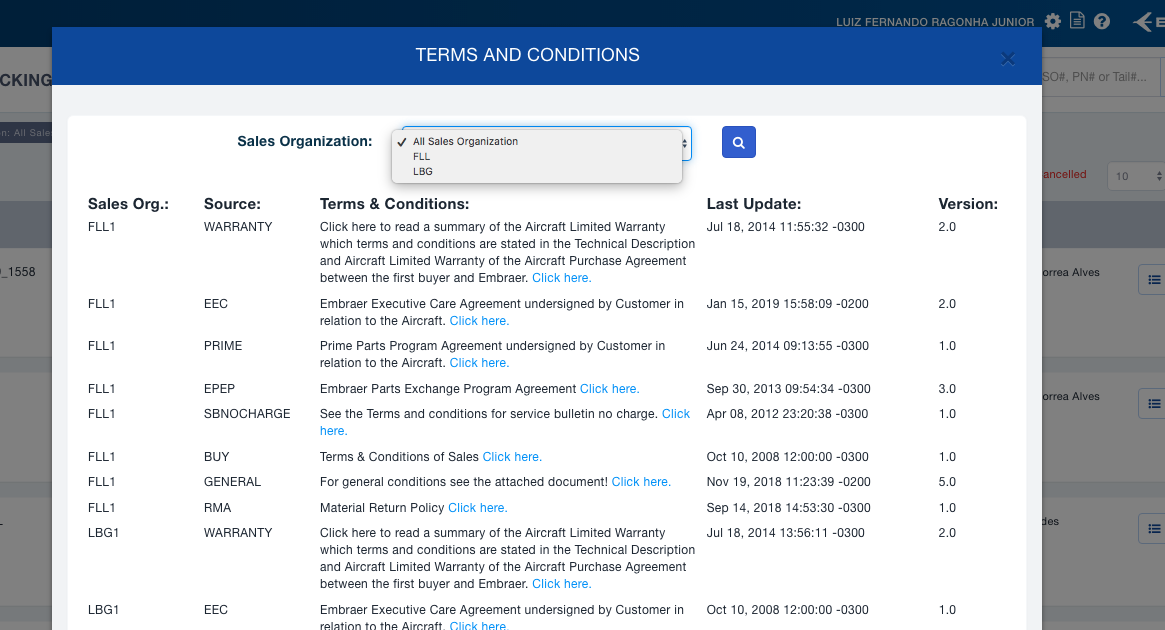 LUIZ FERNANDO RAGONHA JUNIOR
TERMS AND CONDITIONS
CKING
SO#, PN# or Tail#...
n: All Sale
Sales Organization:
All Sales Organization
FLL
LBG
ancelled
10
Sales Org.: Source: Terms & Conditions: Last Update: Version:
FLL1 WARRANTY Click here to read a summary of the Aircraft Limited Warranty Jul 18, 2014 11:55:32 -0300 2.0
which terms and conditions are stated in the Technical Description
and Aircraft Limited Warranty of the Aircraft Purchase Agreement
between the first buyer and Embraer. Click here.
_1558
orrea Alves
FLL1 EEC Embraer Executive Care Agreement undersigned by Customer in Jan 15, 2019 15:58:09 -0200 2.0
relation to the Aircraft. Click here.
FLL1 PRIME Prime Parts Program Agreement undersigned by Customer in Jun 24, 2014 09:13:55 -0300 1.0
relation to the Aircraft. Click here.
FLL1 EPEP Embraer Parts Exchange Program Agreement Click here. Sep 30, 2013 09:54:34 -0300 3.0
orrea Alves
FLL1 SBNOCHARGE See the Terms and conditions for service bulletin no charge. Click Apr 08, 2012 23:20:38 -0300 1.0
here.
FLL1 BUY Terms & Conditions of Sales Click here. Oct 10, 2008 12:00:00 -0300 1.0
FLL1 GENERAL For general conditions see the attached document! Click here. Nov 19, 2018 11:23:39 -0200 5.0
FLL1 RMA Material Return Policy Click here. Sep 14, 2018 14:53:30 -0300 1.0
des
LBG1 WARRANTY Click here to read a summary of the Aircraft Limited Warranty Jul 18, 2014 13:56:11 -0300 2.0
which terms and conditions are stated in the Technical Description
and Aircraft Limited Warranty of the Aircraft Purchase Agreement
between the first buyer and Embraer. Click here.
LBG1 EEC Embraer Executive Care Agreement undersigned by Customer in Oct 10, 2008 12:00:00 -0300 1.0
relation to the Aircraft. Click here.